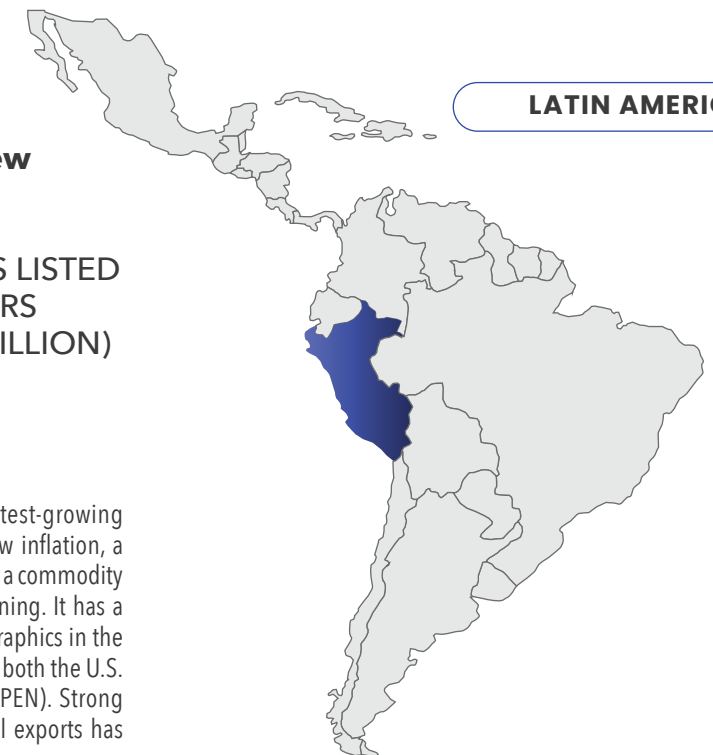 LATIN AMERIC
ew
S LISTED
RS
ILLION)
test-growing
w inflation, a
a commodity
ning. It has a
raphics in the
both the U.S.
PEN). Strong
l exports has